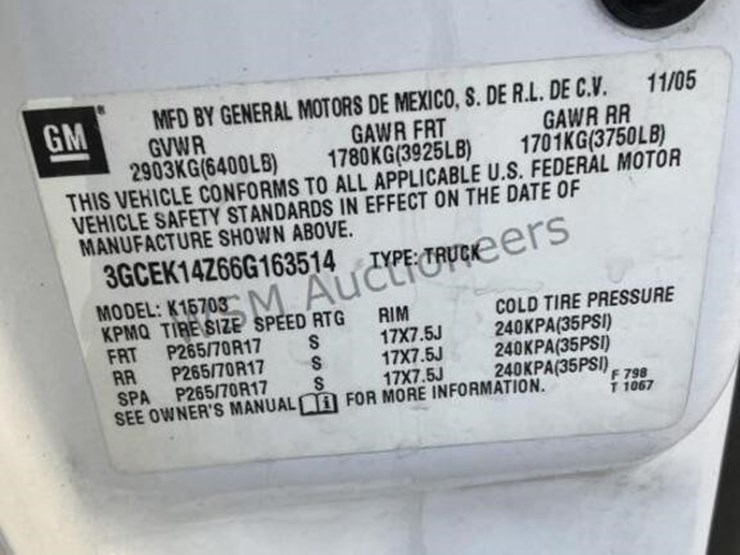 GM ® MFD BY GENERAL MOTORS DE MEXICO, S. DE R.L. DE C.V. 11/05
GVWR GAWR FRT GAWR RR
2903KG(6400LB) 1780KG(3925LB) 1701KG(3750LB)
THIS VEHICLE CONFORMS TO ALL APPLICABLE U.S. FEDERAL MOTOR
VEHICLE SAFETY STANDARDS IN EFFECT ON THE DATE OF
MANUFACTURE SHOWN ABOVE.
3GCEK14Z66G163514 TYPE: TRUCK
WSM Auctioneers
MODEL: K15703
KPMQ TIRE SIZE SPEED RTG RIM COLD TIRE PRESSURE
FRT P265/70R17 S 17X7.5J 240KPA(35PSI)
RR P265/70R17 S 17X7.5J 240KPA(35PSI)
SPA P265/70R17 S 17X7.5J 240KPA(35PSI)
SEE OWNER'S MANUAL i FOR MORE INFORMATION.
F 798
T 1067